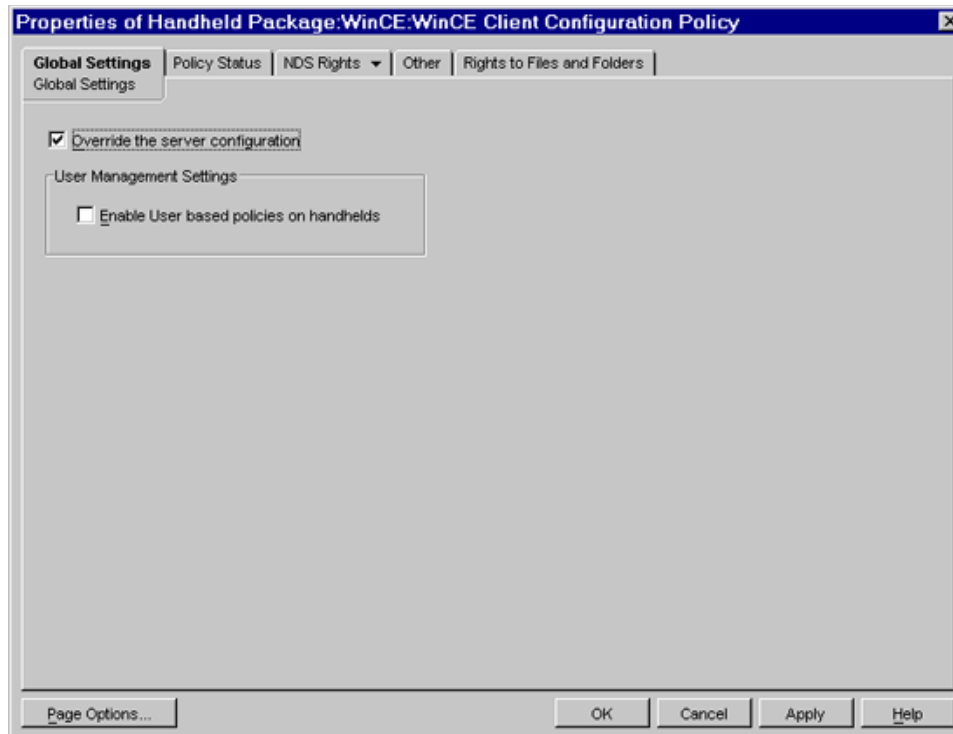 Properties of Handheld Package:WinCE:WinCE Client Configuration Policy
Global Settings Policy Status NDS Rights Other Rights to Files and Folders
Global Settings
Override the server configuration
User Management Settings
Enable User based policies on handhelds
Page Options... OK Cancel Apply Help